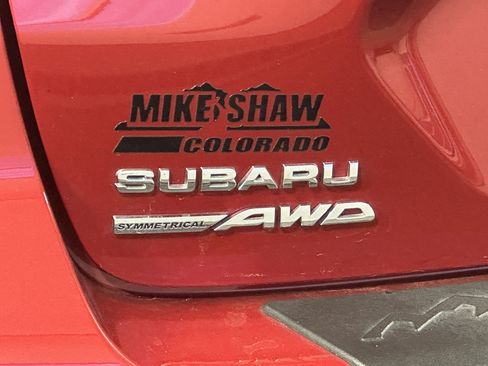 MIKE SHAW
COLORADO
SUBARU
SYMMETRICAL AWD